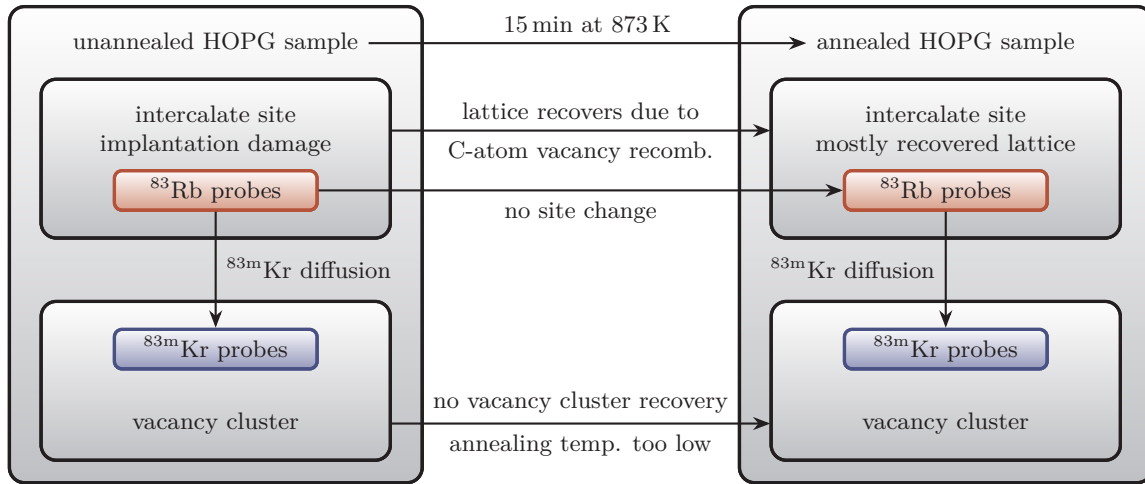 unannealed HOPG sample
15 min at 873 K
annealed HOPG sample
intercalate site
implantation damage
⁸³Rb probes
lattice recovers due to
C-atom vacancy recomb.
intercalate site
mostly recovered lattice
⁸³Rb probes
no site change
⁸³ᵐKr diffusion
⁸³ᵐKr diffusion
⁸³ᵐKr probes
vacancy cluster
no vacancy cluster recovery
annealing temp. too low
⁸³ᵐKr probes
vacancy cluster